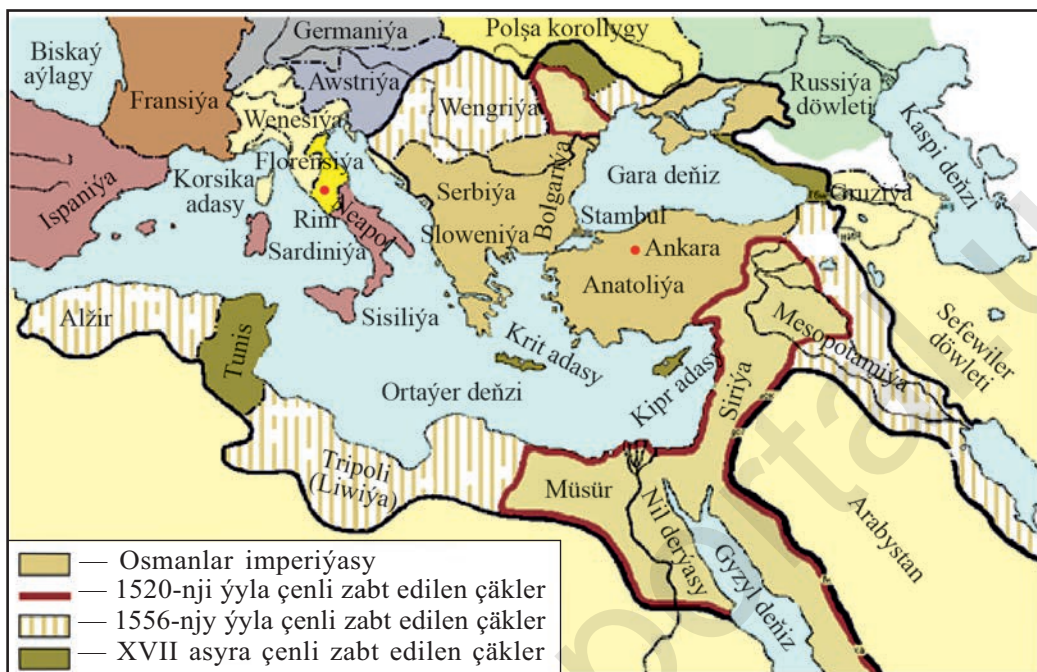 Germaniýa
Polşa korollygy
Biskaý
aýlagy
Awstriýa
Russiýa
döwleti
Fransiýa
Wengriýa
Kaspi deňzi
Wenesiýa
Florensiýa
Korsika
adasy
Ispaniýa
Serbiýa
Bolgariýa
Gara deňiz
Gruziýa
Rim
Neapol
Stambul
Sloweniýa
Sardiniýa
Ankara
Anatoliýa
Alžir
Sisiliýa
Tunis
Krit adasy
Kipr adasy
Siriýa
Mesopotamiýa
Sefewiler
döwleti
Ortaýer deňzi
Tripoli
(Liwiýa)
Müsür
Nil derýasy
Gyzyl deňiz
Arabystan
— Osmanlar imperiýasy
— 1520-nji ýyla çenli zabt edilen çäkler
— 1556-njy ýyla çenli zabt edilen çäkler
— XVII asyra çenli zabt edilen çäkler